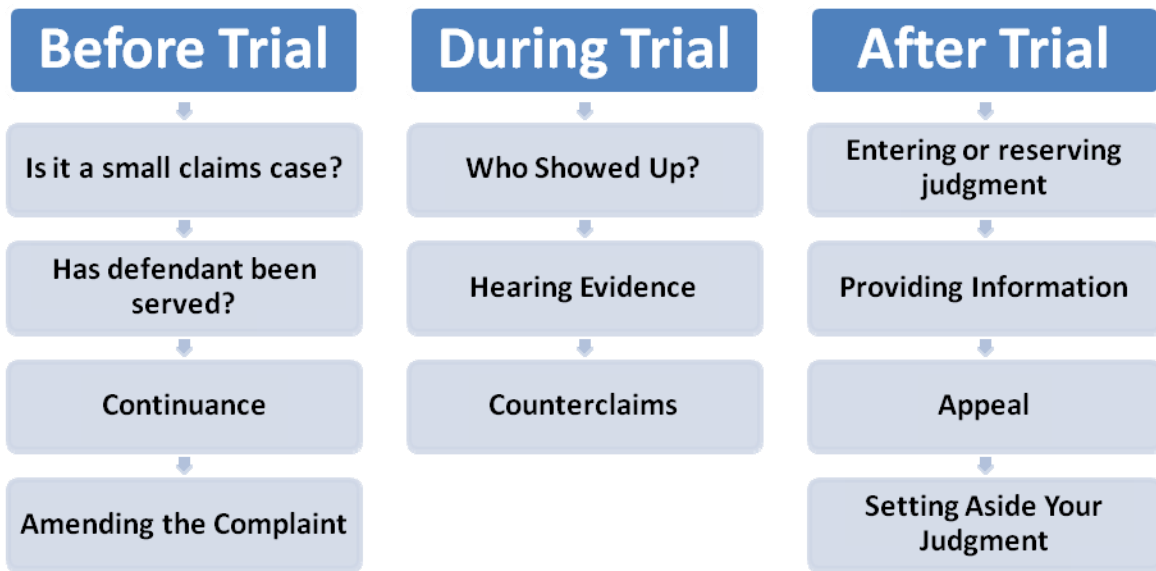 Before Trial
Is it a small claims case?
Has defendant been
served?
Continuance
Amending the Complaint
During Trial
Who Showed Up?
Hearing Evidence
Counterclaims
After Trial
Entering or reserving
judgment
Providing Information
Appeal
Setting Aside Your
Judgment